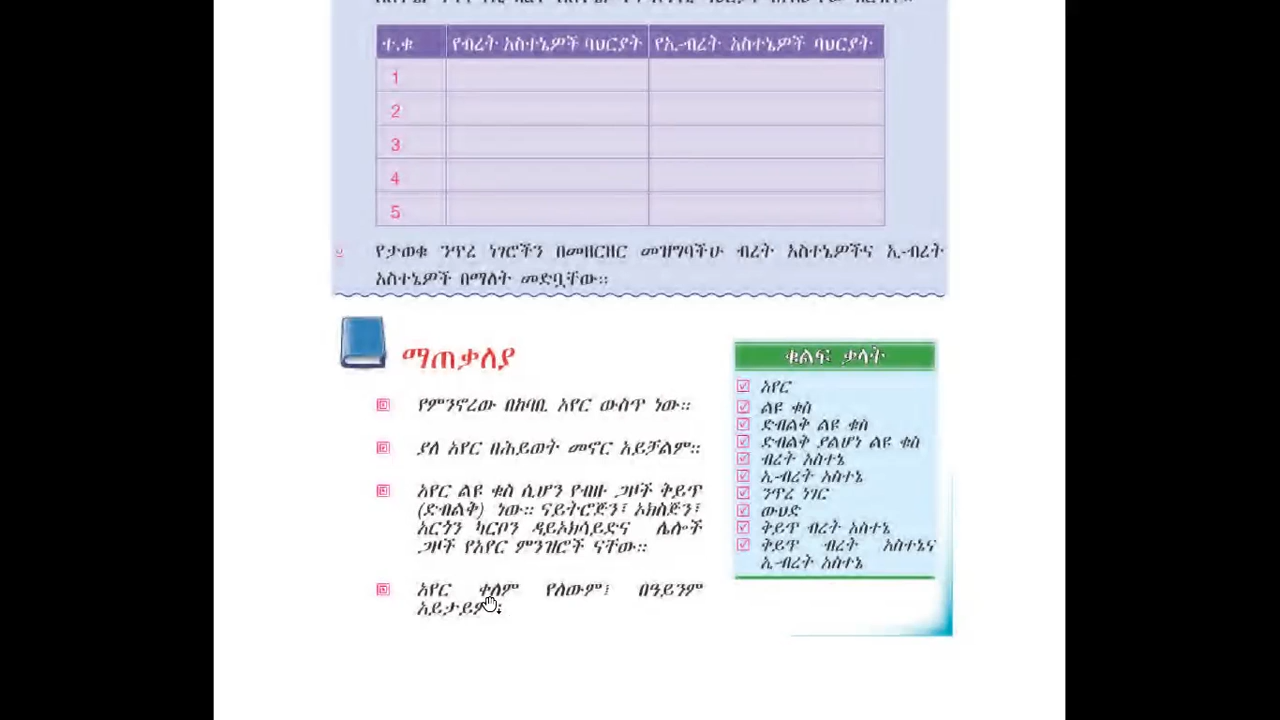 ተ.ቁ የብረት አስተኔዎች ባህርያት የኢ-ብረት አስተኔዎች ባህርያት
1
2
3
4
5
የታወቁ ንጥረ ነገሮችን በመዘርዘር መዝግባችሁ ብረት አስተኔዎችና ኢ-ብረት
አስተኔዎች በማለት መድቧቸው።
ማጠቃለያ
የምንኖረው በከባቢ አየር ውስጥ ነው።
ያለ አየር በሕይወት መኖር አይቻልም።
አየር ልዩ ቁስ ሲሆን የብዙ ጋዞች ቅይጥ
(ድብልቅ) ነው። ናይትሮጅን፣ ኦክስጅን፣
አርጎን ካርቦን ዳይኦክሳይድና ሌሎች
ጋዞች የአየር ምንዝሮች ናቸው።
አየር ቀለም የለውም፤ በዓይንም
አይታይም።
ቁልፍ ቃላት
አየር
ልዩ ቁስ
ድብልቅ ልዩ ቁስ
ድብልቅ ያልሆነ ልዩ ቁስ
ብረት አስተኔ
ኢ-ብረት አስተኔ
ንጥረ ነገር
ውህድ
ቅይጥ ብረት አስተኔ
ቅይጥ ብረት አስተኔና
ኢ-ብረት አስተኔ